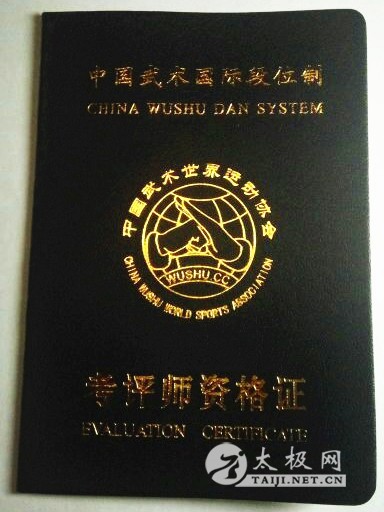 中国武术国际段位制
CHINA WUSHU DAN SYSTEM
中國武术世界运动协会
WUSHU.CC
CHINA WUSHU WORLD SPORTS ASSOCIATION
考评师资格证
EVALUATION CERTIFICATE
太极网
TAIJI.NET.CN